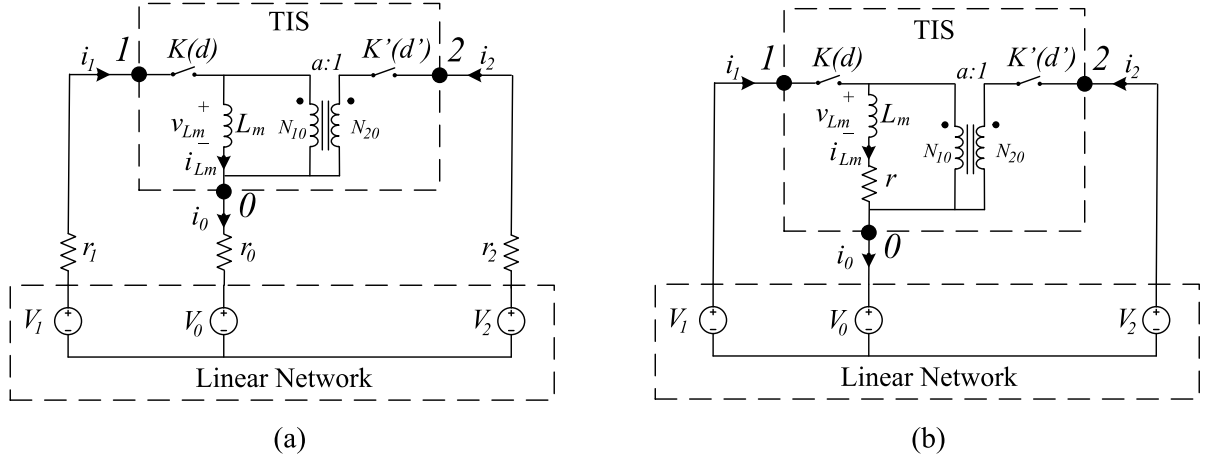 TIS
1
i1
K(d)
a:1
K'(d')
2
i2
+
vLm
−
Lm
N10
N20
iLm
0
i0
r1
r0
r2
V1
+
−
V0
+
−
V2
+
−
Linear Network
(a)
TIS
1
i1
K(d)
a:1
K'(d')
2
i2
+
vLm
−
Lm
iLm
N10
N20
r
0
i0
V1
+
−
V0
+
−
V2
+
−
Linear Network
(b)